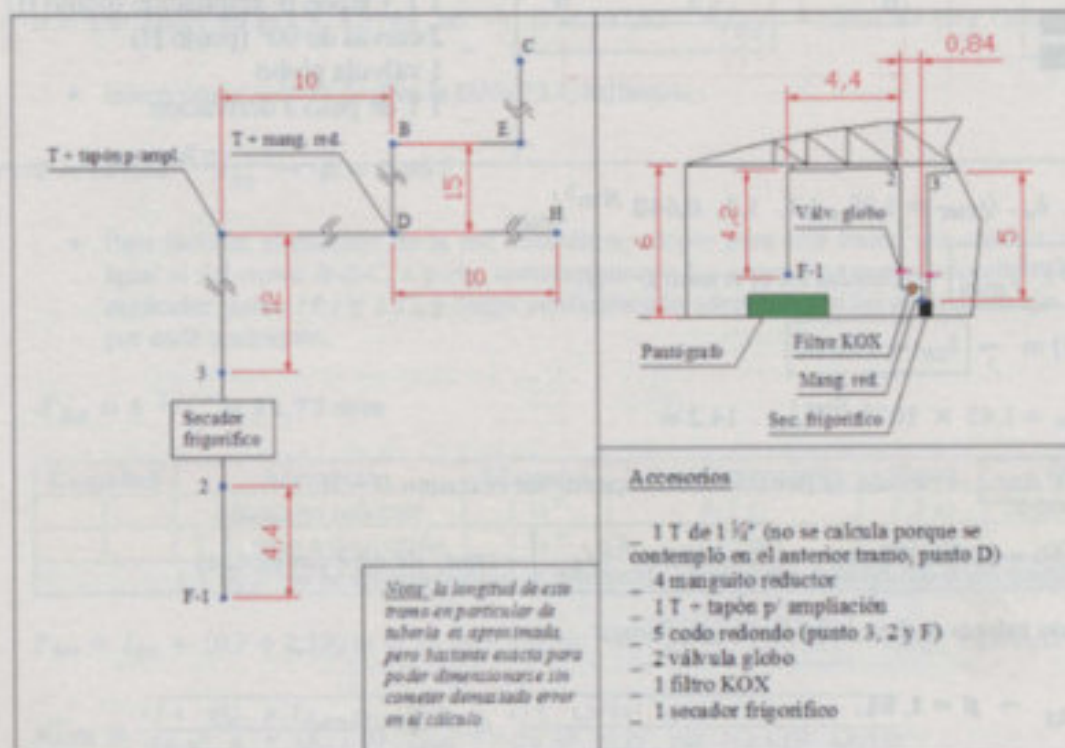 C
10
B
E
T + tapón p/ampl.
T + mang. red.
15
D
H
10
12
3
Secador
frigorífico
2
4,4
F-1
Nota: la longitud de este
tramo en particular de
tubería es aproximada,
pero bastante exacta para
poder dimensionarse sin
cometer demasiado error
en el cálculo
0,84
4,4
2
3
Válv. globo
6
4,2
5
F-1
Pantógrafo
Filtro KOX
Mang. red.
Sec. frigorífico
Accesorios
_ 1 T de 1 ½" (no se calcula porque se
contempló en el anterior tramo, punto D)
_ 4 manguito reductor
_ 1 T + tapón p/ ampliación
_ 5 codo redondo (punto 3, 2 y F)
_ 2 válvula globo
_ 1 filtro KOX
_ 1 secador frigorífico